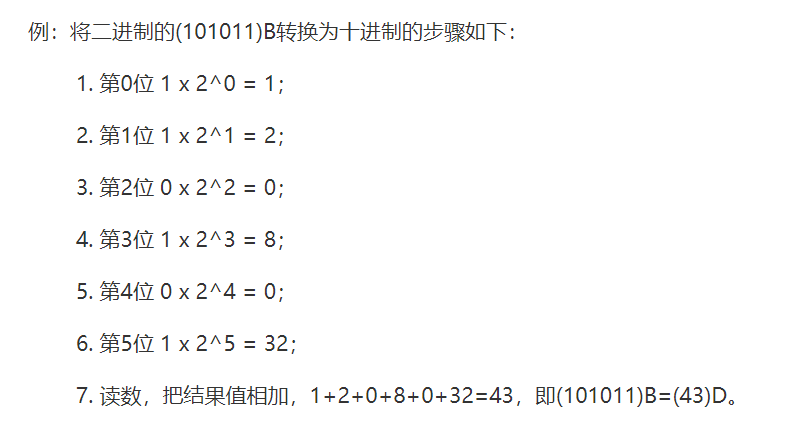 例：将二进制的(101011)B转换为十进制的步骤如下：
1. 第0位 1 x 2^0 = 1；
2. 第1位 1 x 2^1 = 2；
3. 第2位 0 x 2^2 = 0；
4. 第3位 1 x 2^3 = 8；
5. 第4位 0 x 2^4 = 0；
6. 第5位 1 x 2^5 = 32；
7. 读数，把结果值相加，1+2+0+8+0+32=43，即(101011)B=(43)D。